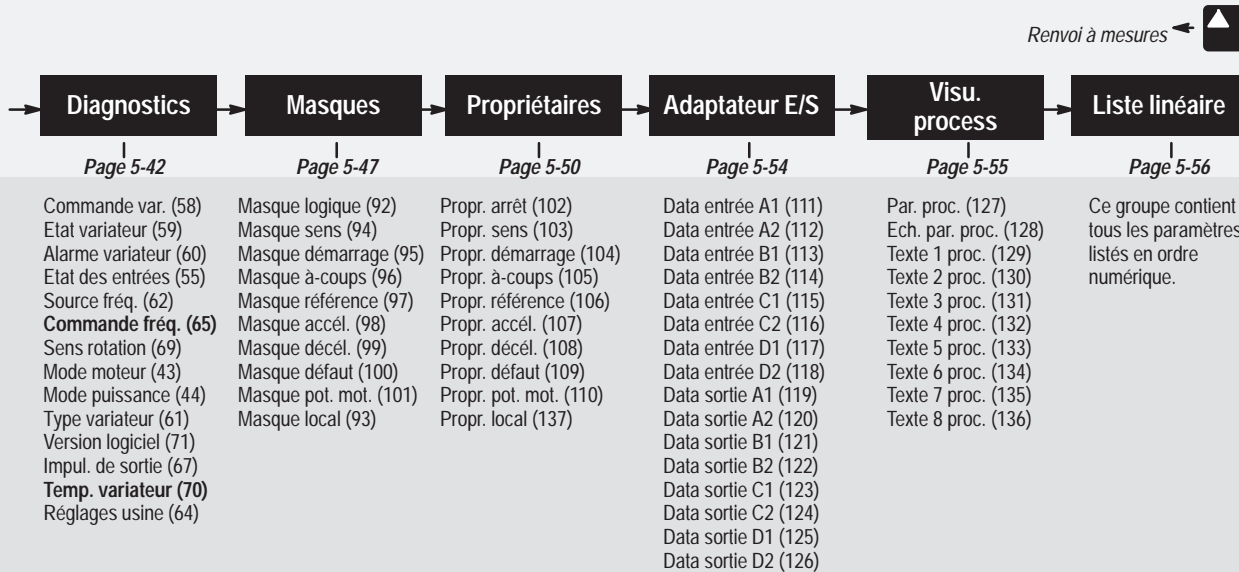 Renvoi à mesures
Diagnostics
Page 5-42
Commande var. (58)
Etat variateur (59)
Alarme variateur (60)
Etat des entrées (55)
Source fréq. (62)
Commande fréq. (65)
Sens rotation (69)
Mode moteur (43)
Mode puissance (44)
Type variateur (61)
Version logiciel (71)
Impul. de sortie (67)
Temp. variateur (70)
Réglages usine (64)
Masques
Page 5-47
Masque logique (92)
Masque sens (94)
Masque démarrage (95)
Masque à-coups (96)
Masque référence (97)
Masque accél. (98)
Masque décél. (99)
Masque défaut (100)
Masque pot. mot. (101)
Masque local (93)
Propriétaires
Page 5-50
Propr. arrêt (102)
Propr. sens (103)
Propr. démarrage (104)
Propr. à-coups (105)
Propr. référence (106)
Propr. accél. (107)
Propr. décél. (108)
Propr. défaut (109)
Propr. pot. mot. (110)
Propr. local (137)
Adaptateur E/S
Page 5-54
Data entrée A1 (111)
Data entrée A2 (112)
Data entrée B1 (113)
Data entrée B2 (114)
Data entrée C1 (115)
Data entrée C2 (116)
Data entrée D1 (117)
Data entrée D2 (118)
Data sortie A1 (119)
Data sortie A2 (120)
Data sortie B1 (121)
Data sortie B2 (122)
Data sortie C1 (123)
Data sortie C2 (124)
Data sortie D1 (125)
Data sortie D2 (126)
Visu.
process
Page 5-55
Par. proc. (127)
Ech. par. proc. (128)
Texte 1 proc. (129)
Texte 2 proc. (130)
Texte 3 proc. (131)
Texte 4 proc. (132)
Texte 5 proc. (133)
Texte 6 proc. (134)
Texte 7 proc. (135)
Texte 8 proc. (136)
Liste linéaire
Page 5-56
Ce groupe contient
tous les paramètres
listés en ordre
numérique.